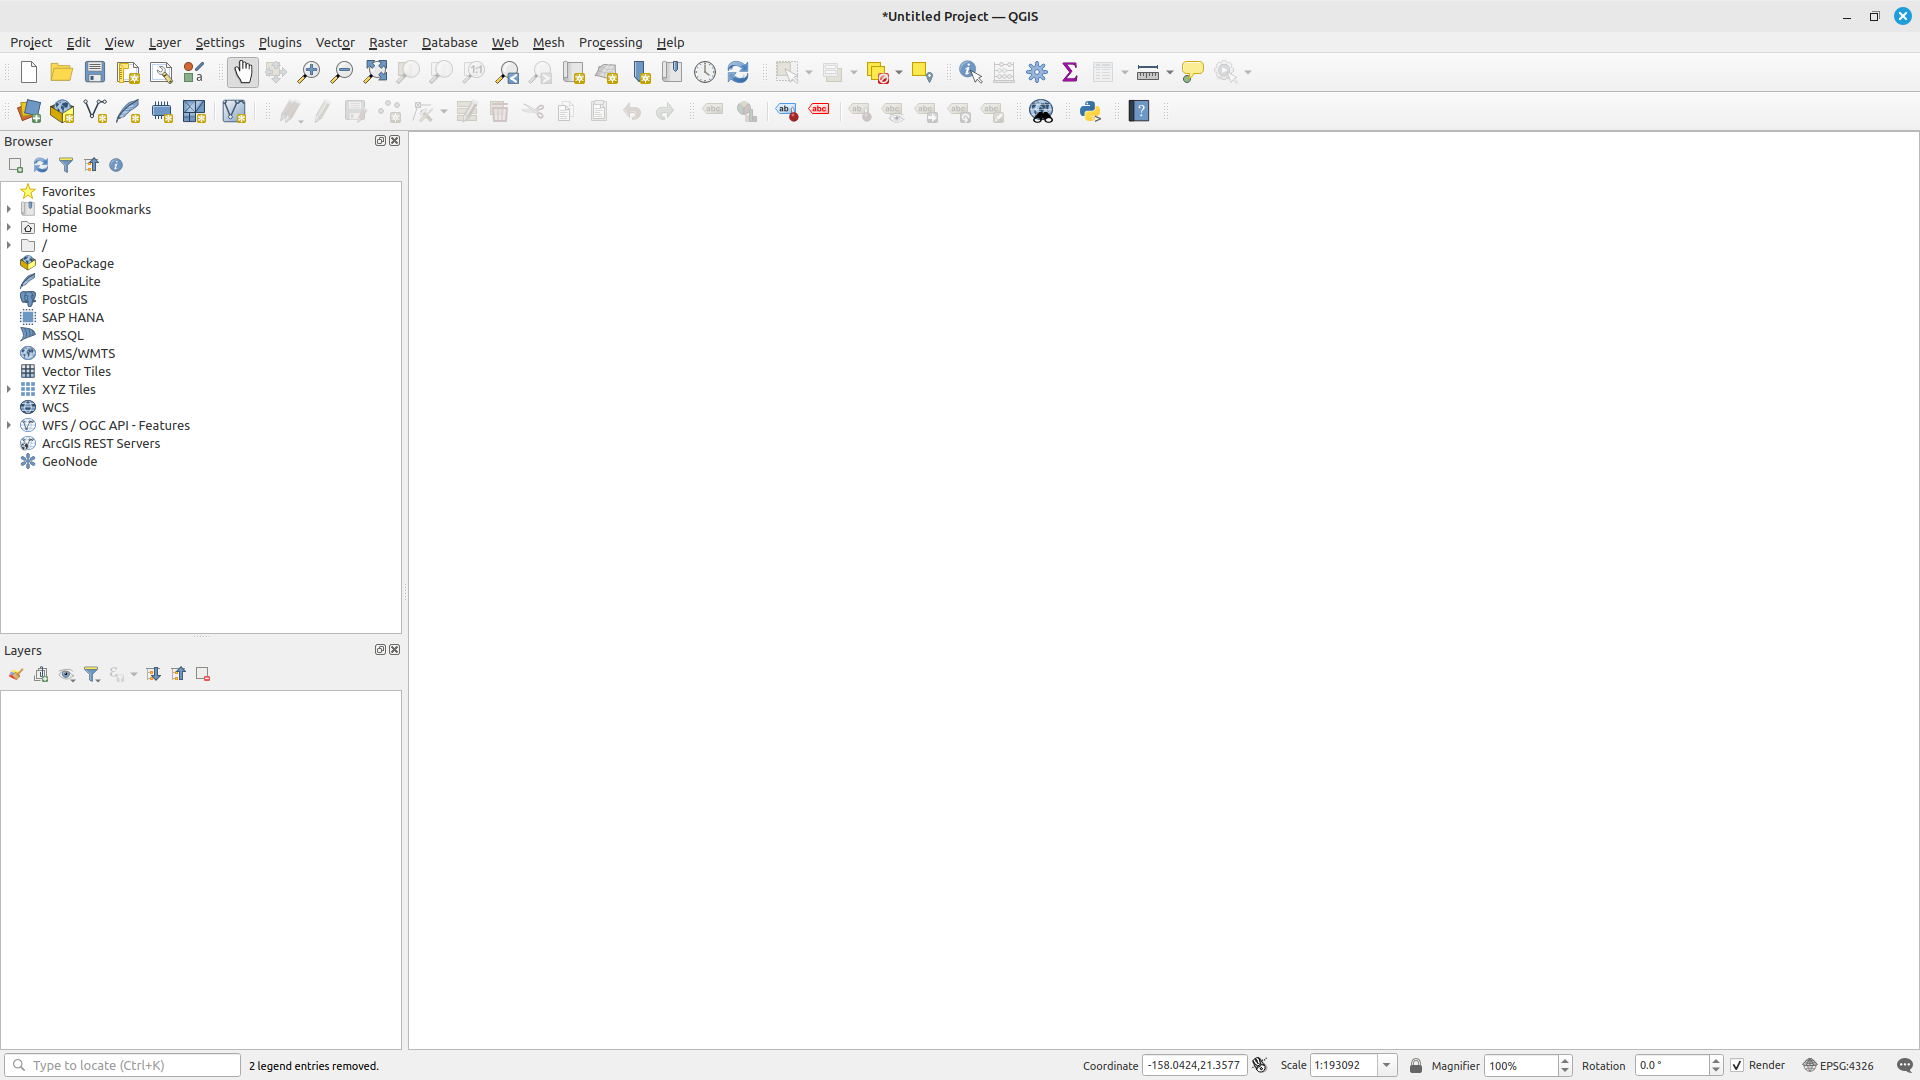 *Untitled Project — QGIS
Project Edit View Layer Settings Plugins Vector Raster Database Web Mesh Processing Help
Browser
Favorites
Spatial Bookmarks
Home
/
GeoPackage
SpatiaLite
PostGIS
SAP HANA
MSSQL
WMS/WMTS
Vector Tiles
XYZ Tiles
WCS
WFS / OGC API - Features
ArcGIS REST Servers
GeoNode
Layers
Type to locate (Ctrl+K) 2 legend entries removed. Coordinate -158.0424,21.3577 Scale 1:193092 Magnifier 100% Rotation 0.0 ° Render EPSG:4326